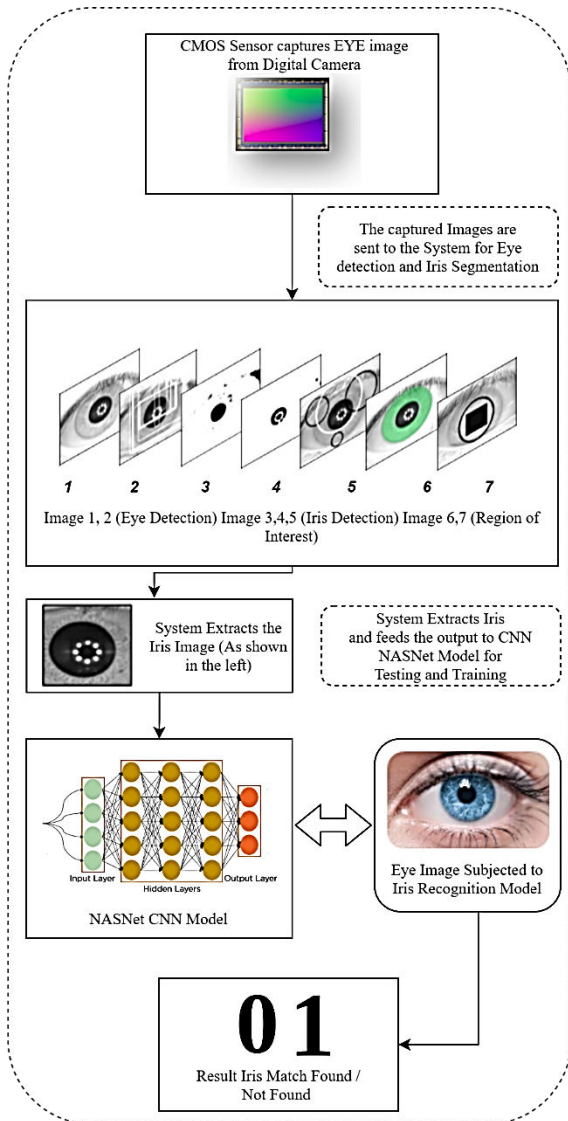 CMOS Sensor captures EYE image
from Digital Camera
The captured Images are
sent to the System for Eye
detection and Iris Segmentation
1 2 3 4 5 6 7
Image 1, 2 (Eye Detection) Image 3,4,5 (Iris Detection) Image 6,7 (Region of
Interest)
System Extracts the
Iris Image (As shown
in the left)
System Extracts Iris
and feeds the output to CNN
NASNet Model for
Testing and Training
Input Layer
Hidden Layers
Output Layer
NASNet CNN Model
Eye Image Subjected to
Iris Recognition Model
0 1
Result Iris Match Found /
Not Found